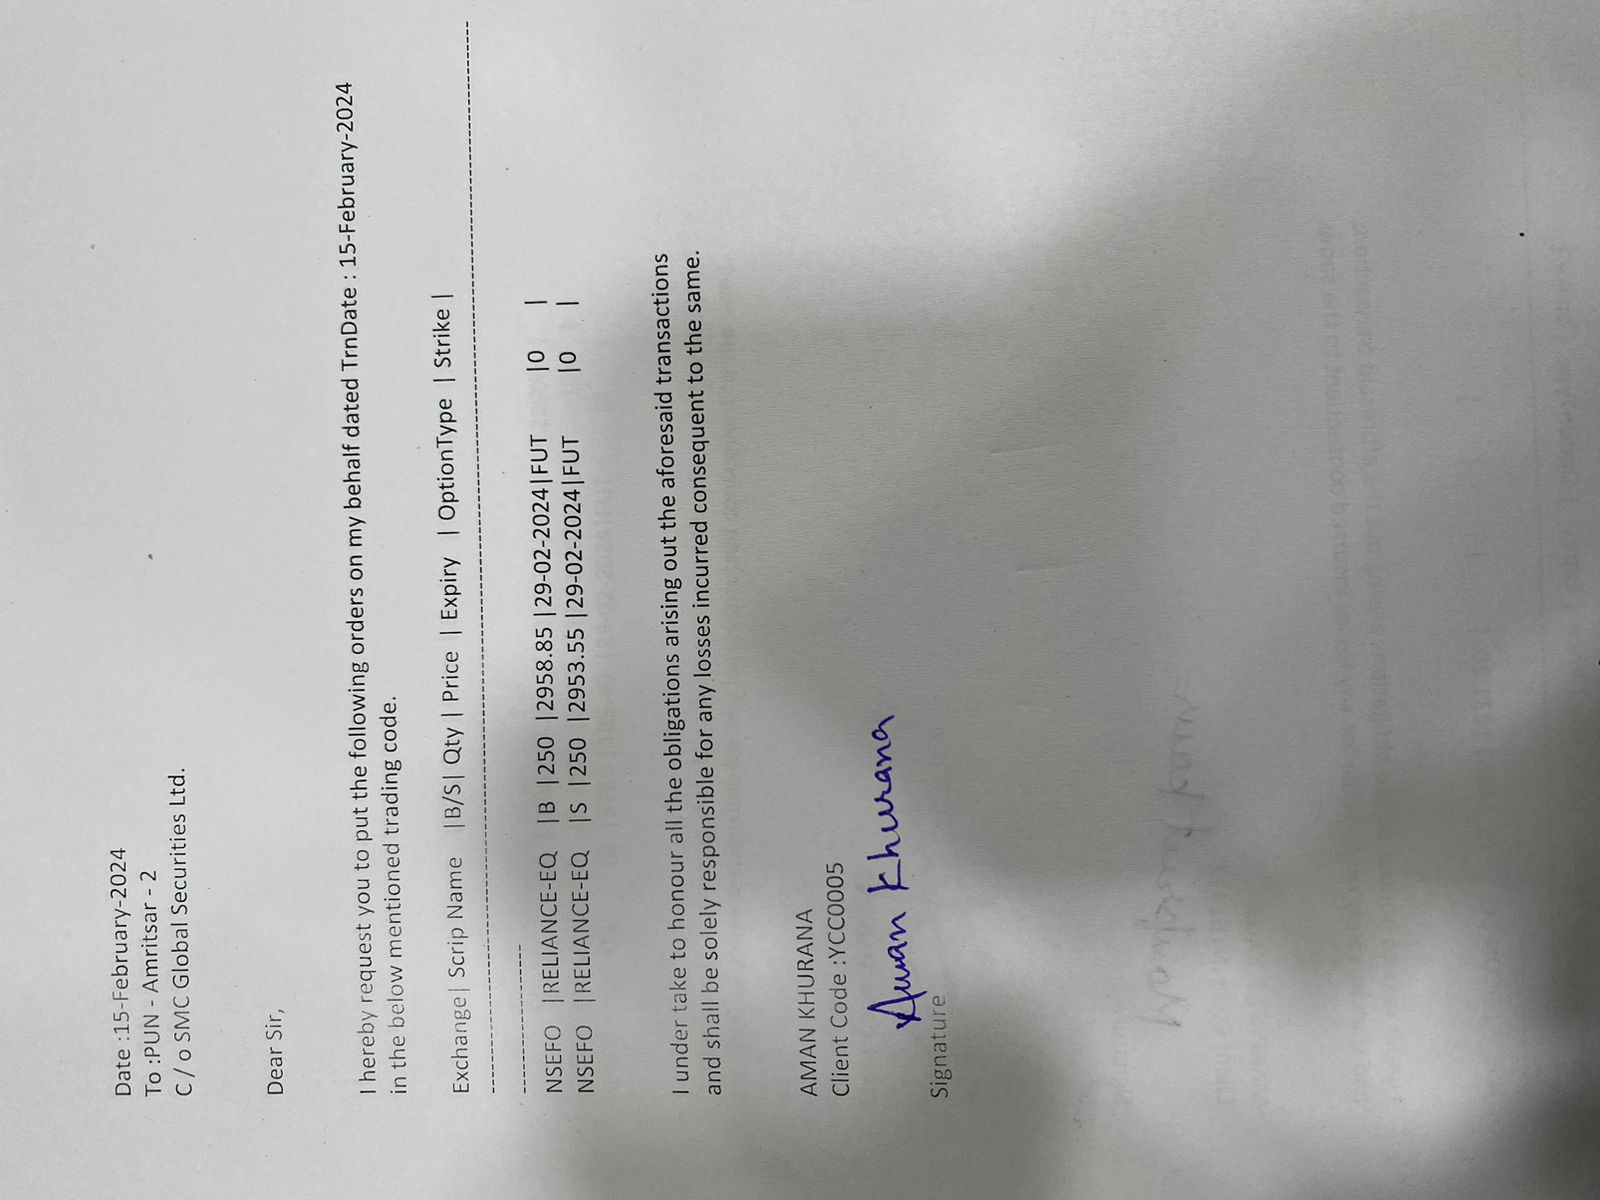 Date :15-February-2024
To :PUN - Amritsar - 2
C / o SMC Global Securities Ltd.
Dear Sir,
I hereby request you to put the following orders on my behalf dated TrnDate : 15-February-2024
in the below mentioned trading code.
Exchange| Scrip Name |B/S| Qty | Price | Expiry | OptionType | Strike |
------------------------------------------------------------------------------------------------------------------------
-------------------
NSEFO |RELIANCE-EQ |B |250 |2958.85 |29-02-2024|FUT |0 |
NSEFO |RELIANCE-EQ |S |250 |2953.55 |29-02-2024|FUT |0 |
I under take to honour all the obligations arising out the aforesaid transactions
and shall be solely responsible for any losses incurred consequent to the same.
AMAN KHURANA
Client Code :YCC0005
Aman Khurana
Signature